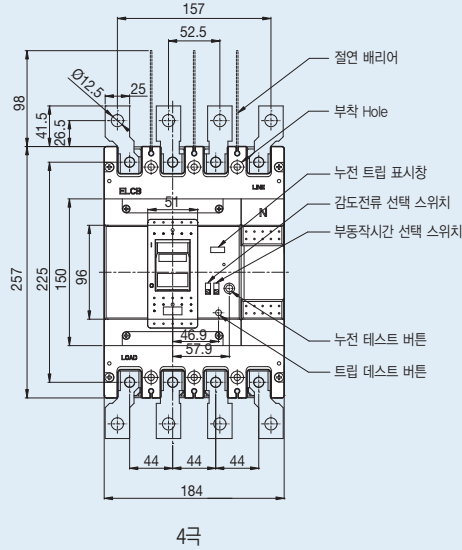 157
52.5
절연 배리어
98
Ø12.5
25
부착 Hole
41.5
26.5
누전 트립 표시창
ELCB
LINE
감도전류 선택 스위치
51
N
부동작시간 선택 스위치
I
257
225
150
96
O
46.9
누전 테스트 버튼
57.9
LOAD
트립 데스트 버튼
44
44
44
184
4극